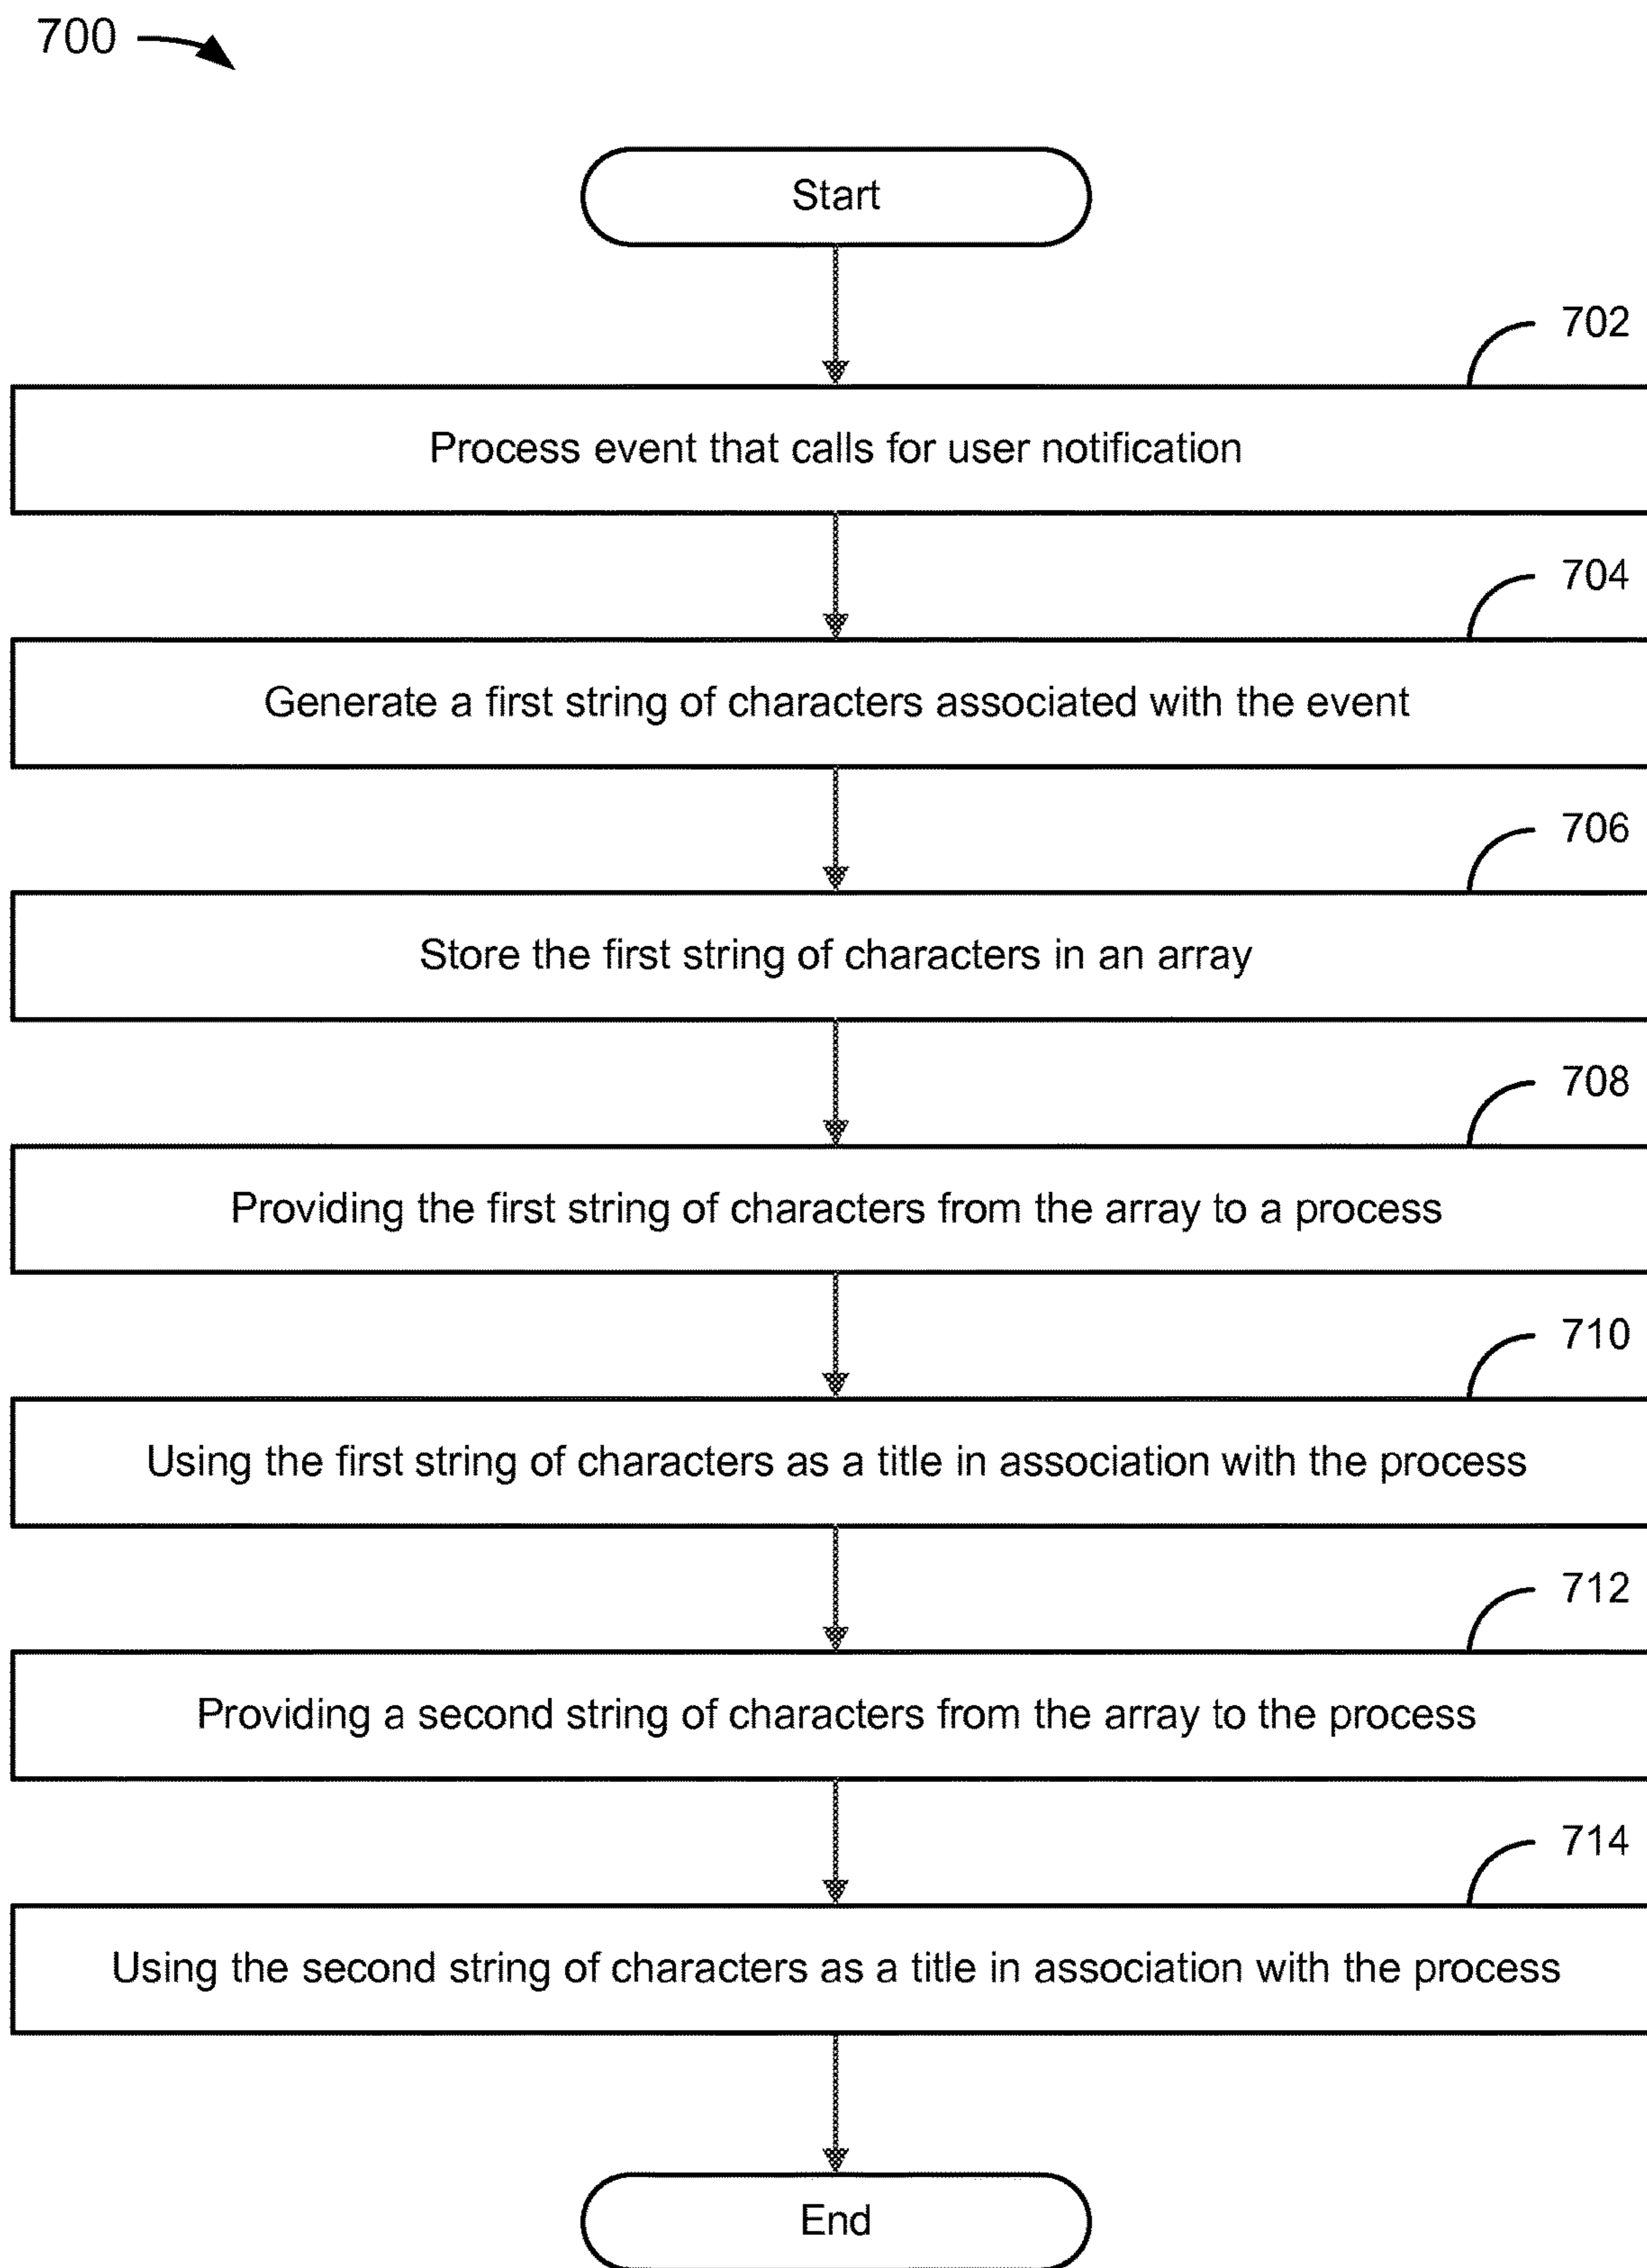 700
Start
702
Process event that calls for user notification
704
Generate a first string of characters associated with the event
706
Store the first string of characters in an array
708
Providing the first string of characters from the array to a process
710
Using the first string of characters as a title in association with the process
712
Providing a second string of characters from the array to the process
714
Using the second string of characters as a title in association with the process
End